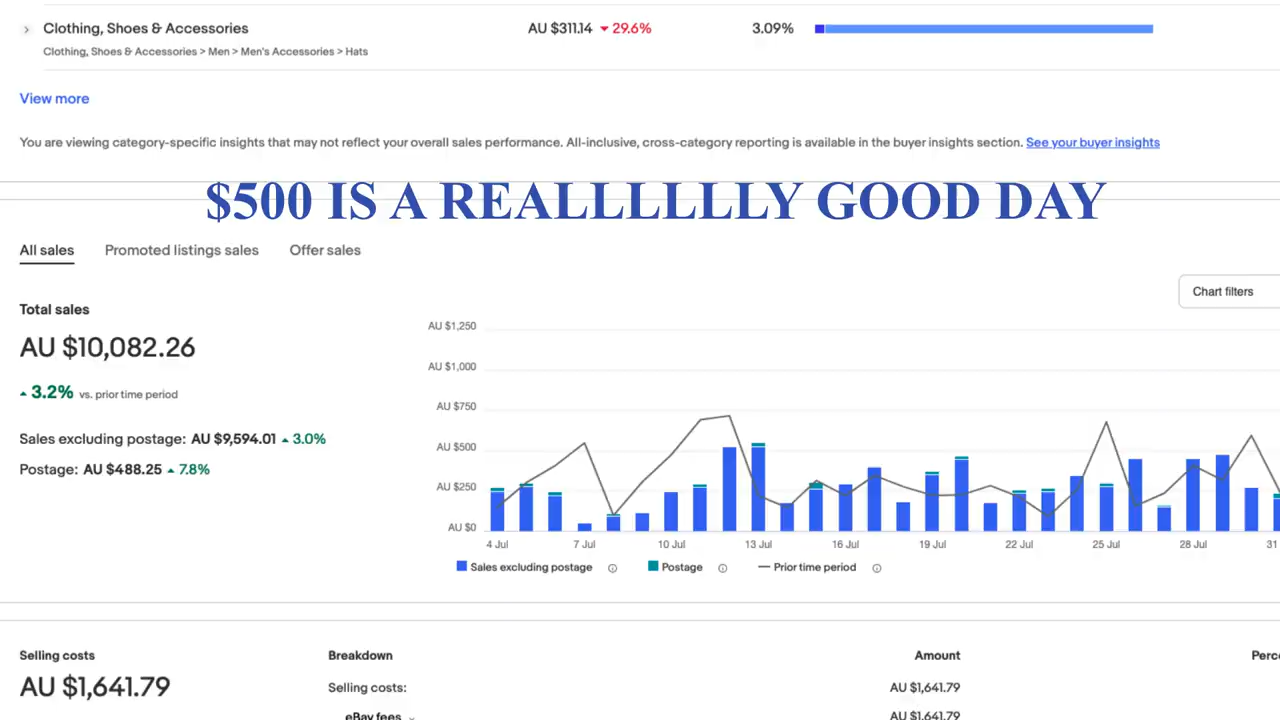 Clothing, Shoes & Accessories AU $311.14 29.6% 3.09%
Clothing, Shoes & Accessories > Men > Men's Accessories > Hats
View more
You are viewing category-specific insights that may not reflect your overall sales performance. All-inclusive, cross-category reporting is available in the buyer insights section. See your buyer insights
$500 IS A REALLLLLLY GOOD DAY
All sales Promoted listings sales Offer sales
Chart filters
Total sales
AU $10,082.26
3.2% vs. prior time period
Sales excluding postage: AU $9,594.01 3.0%
Postage: AU $488.25 7.8%
AU $1,250
AU $1,000
AU $750
AU $500
AU $250
AU $0
4 Jul 7 Jul 10 Jul 13 Jul 16 Jul 19 Jul 22 Jul 25 Jul 28 Jul 31
Sales excluding postage Postage Prior time period
Selling costs Breakdown Amount
AU $1,641.79
Selling costs: AU $1,641.79
eBay fees AU $1,641.79